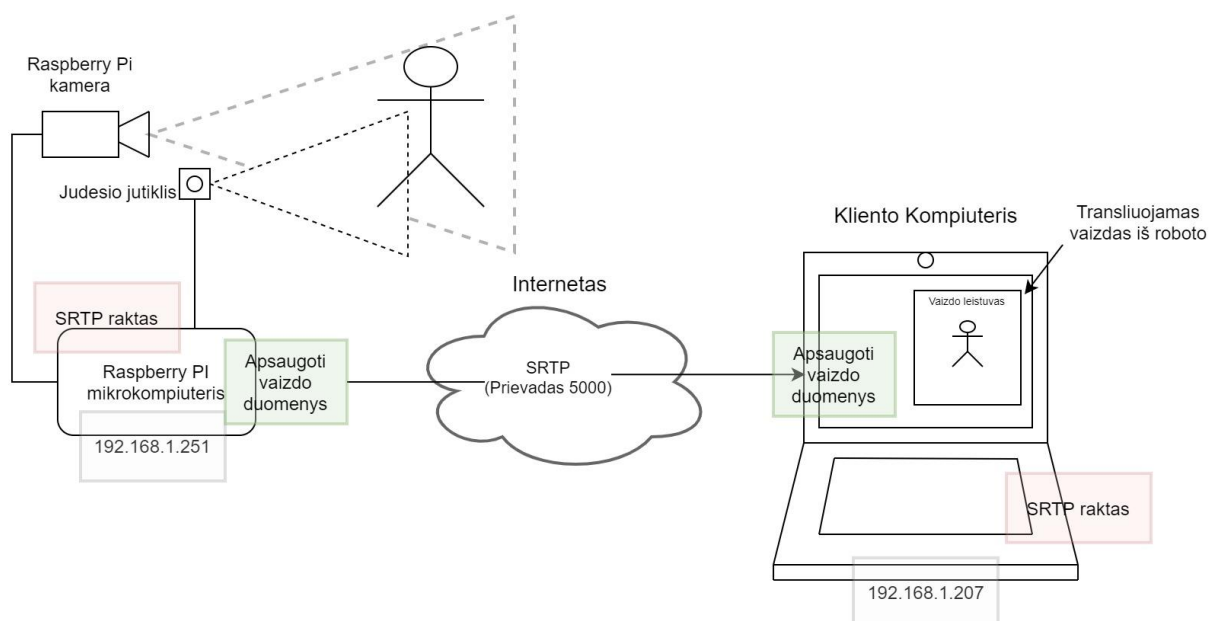 Raspberry Pi
kamera
Judesio jutiklis
SRTP raktas
Raspberry PI
mikrokompiuteris
192.168.1.251
Apsaugoti
vaizdo
duomenys
Internetas
SRTP
(Prievadas 5000)
Kliento Kompiuteris
Transliuojamas
vaizdas iš roboto
Vaizdo leistuvas
Apsaugoti
vaizdo
duomenys
SRTP raktas
192.168.1.207